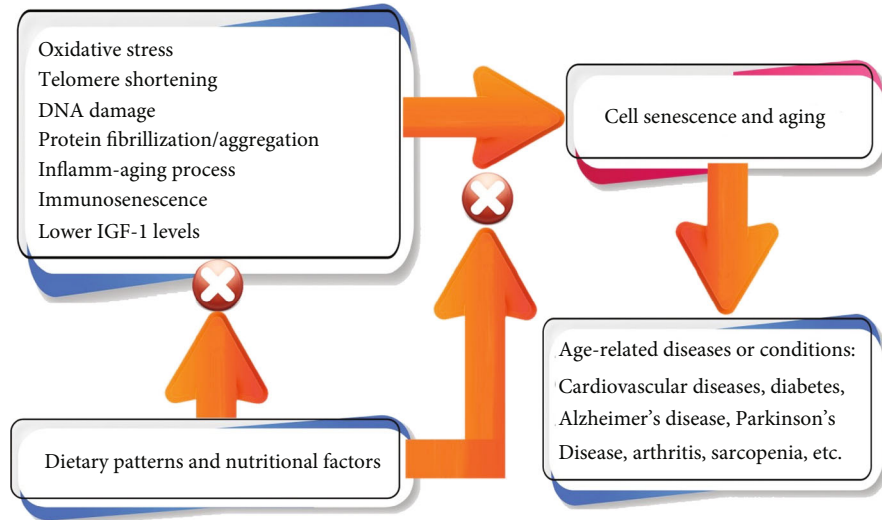 Oxidative stress
Telomere shortening
DNA damage
Protein fibrillization/aggregation
Inflamm-aging process
Immunosenescence
Lower IGF-1 levels
Cell senescence and aging
Age-related diseases or conditions:
Cardiovascular diseases, diabetes,
Alzheimer's disease, Parkinson's
Disease, arthritis, sarcopenia, etc.
Dietary patterns and nutritional factors